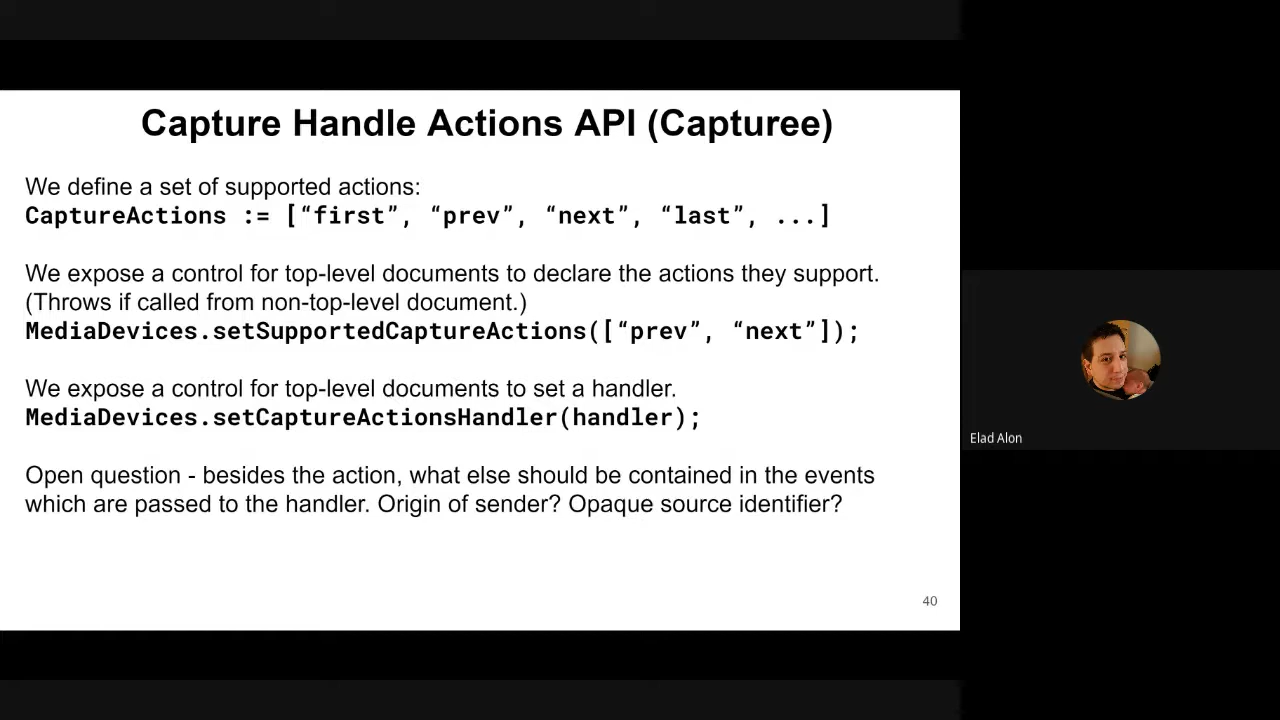 Capture Handle Actions API (Capturee)
We define a set of supported actions:
CaptureActions := [“first”, “prev”, “next”, “last”, ...]
We expose a control for top-level documents to declare the actions they support.
(Throws if called from non-top-level document.)
MediaDevices.setSupportedCaptureActions([“prev”, “next”]);
We expose a control for top-level documents to set a handler.
MediaDevices.setCaptureActionsHandler(handler);
Open question - besides the action, what else should be contained in the events
which are passed to the handler. Origin of sender? Opaque source identifier?
40
Elad Alon